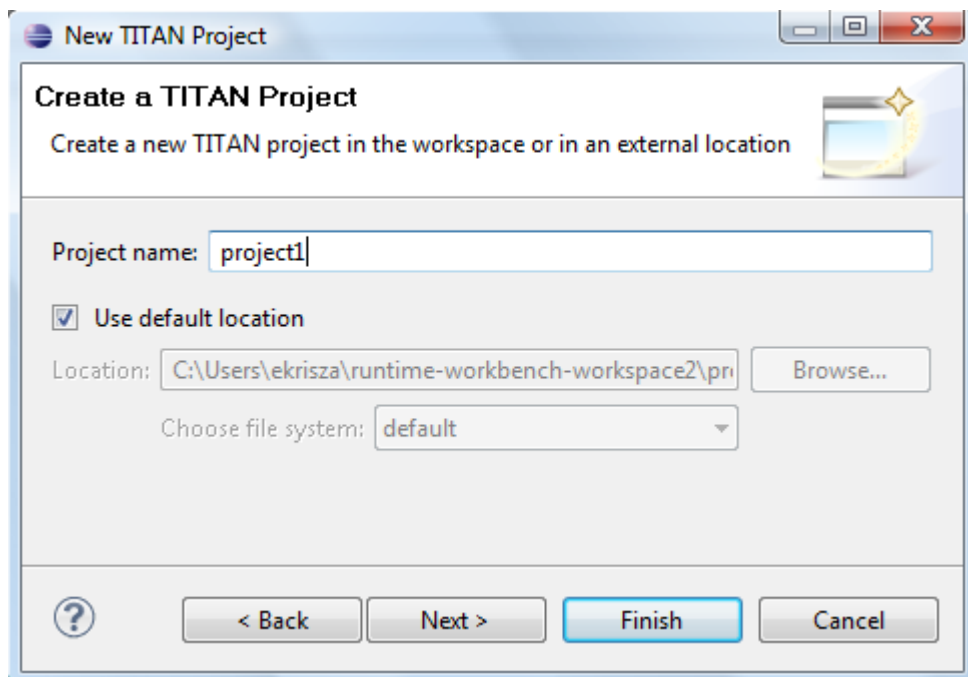 New TITAN Project
Create a TITAN Project
Create a new TITAN project in the workspace or in an external location
Project name: project1
Use default location
Location: C:\Users\ekrisza\runtime-workbench-workspace2\pr Browse...
Choose file system: default
? < Back Next > Finish Cancel